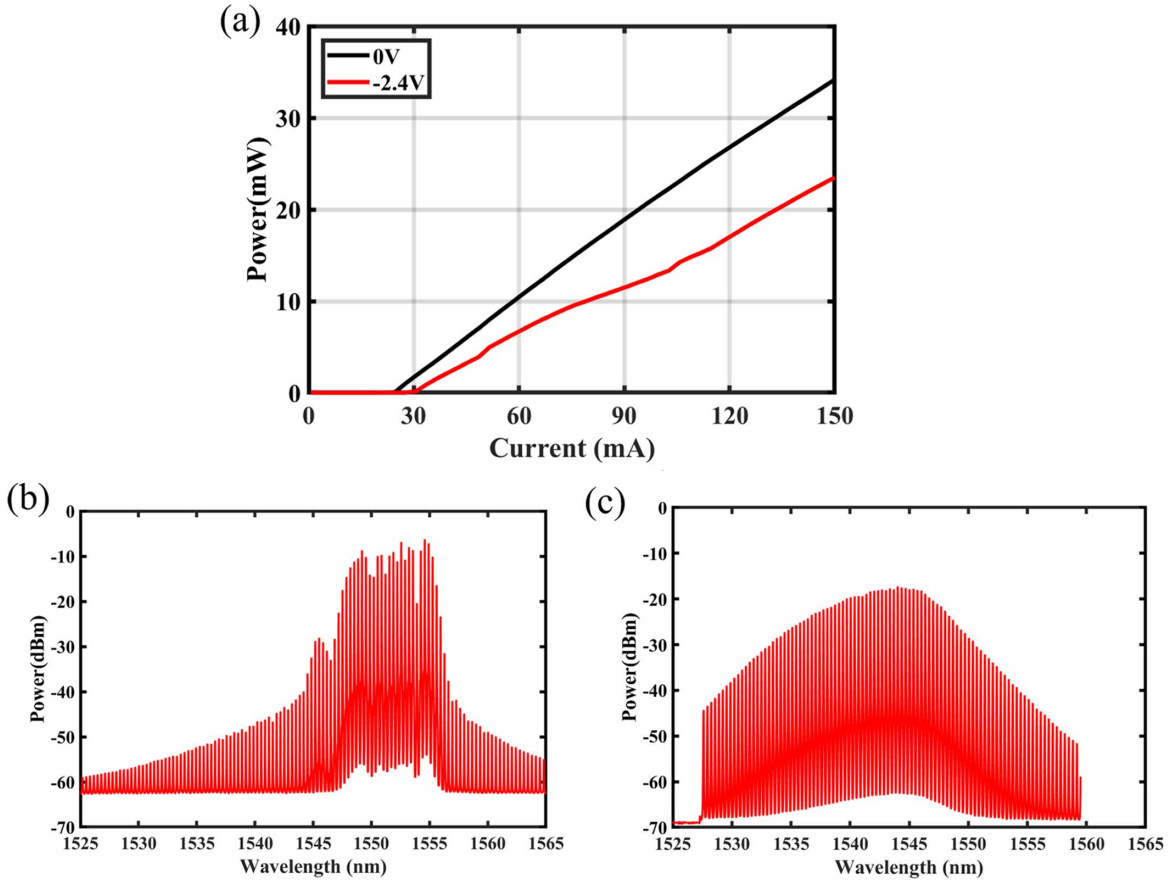 (a)
40
30
20
10
0
Power(mW)
0V
-2.4V
0 30 60 90 120 150
Current (mA)
(b)
0
-10
-20
-30
-40
-50
-60
-70
Power(dBm)
1525 1530 1535 1540 1545 1550 1555 1560 1565
Wavelength (nm)
(c)
0
-10
-20
-30
-40
-50
-60
-70
Power(dBm)
1525 1530 1535 1540 1545 1550 1555 1560 1565
Wavelength (nm)